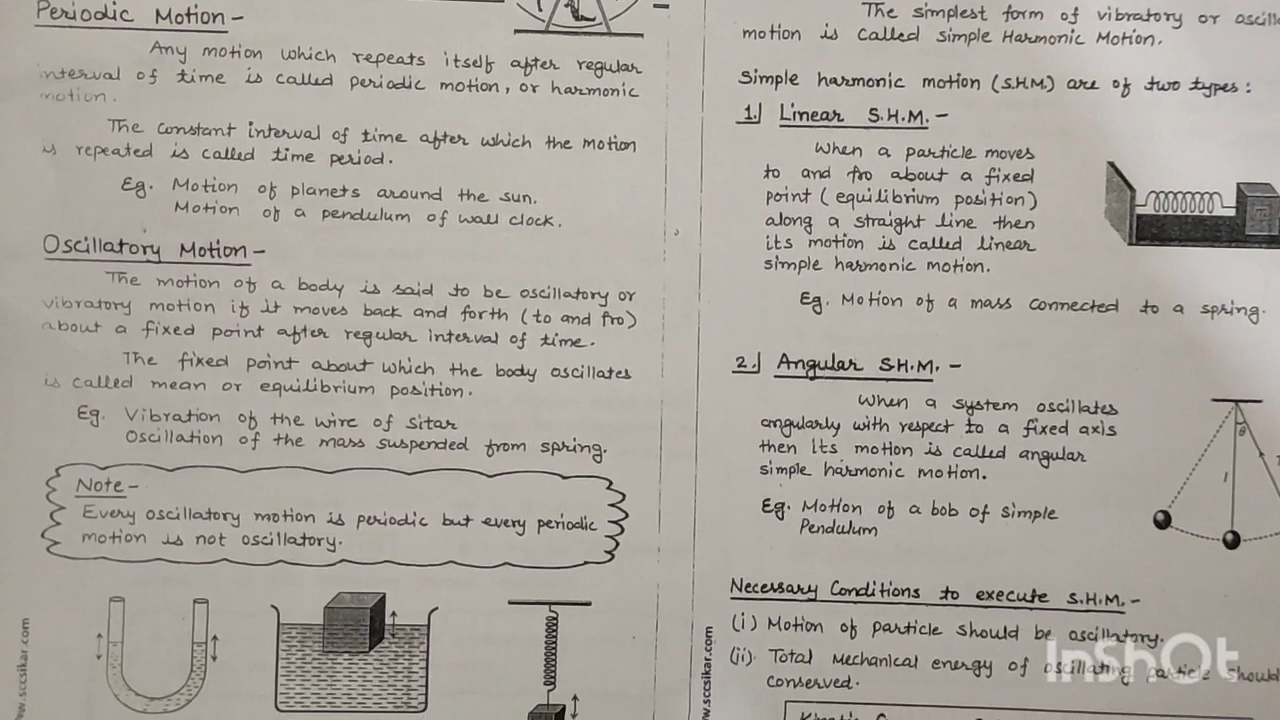 Periodic Motion -
Any motion which repeats itself after regular
interval of time is called periodic motion, or harmonic
motion.
The constant interval of time after which the motion
is repeated is called time period.
Eg. Motion of planets around the sun.
Motion of a pendulum of wall clock.
Oscillatory Motion -
The motion of a body is said to be oscillatory or
vibratory motion if it moves back and forth (to and fro)
about a fixed point after regular interval of time.
The fixed point about which the body oscillates
is called mean or equilibrium position.
Eg. Vibration of the wire of sitar
Oscillation of the mass suspended from spring.
Note -
Every oscillatory motion is periodic but every periodic
motion is not oscillatory.
www.sccsikar.com
The simplest form of vibratory or oscilla
motion is called Simple Harmonic Motion.
Simple harmonic motion (S.H.M.) are of two types :
1.] Linear S.H.M. -
When a particle moves
to and fro about a fixed
point (equilibrium position)
along a straight line then
its motion is called linear
simple harmonic motion.
m
Eg. Motion of a mass connected to a spring.
2.] Angular S.H.M. -
When a system oscillates
angularly with respect to a fixed axis
then its motion is called angular
simple harmonic motion.
θ
l
Eg. Motion of a bob of simple
Pendulum
Necessary Conditions to execute S.H.M. -
(i) Motion of particle should be oscillatory.
(ii) Total Mechanical energy of oscillating particle should
conserved.
www.sccsikar.com
InShOt